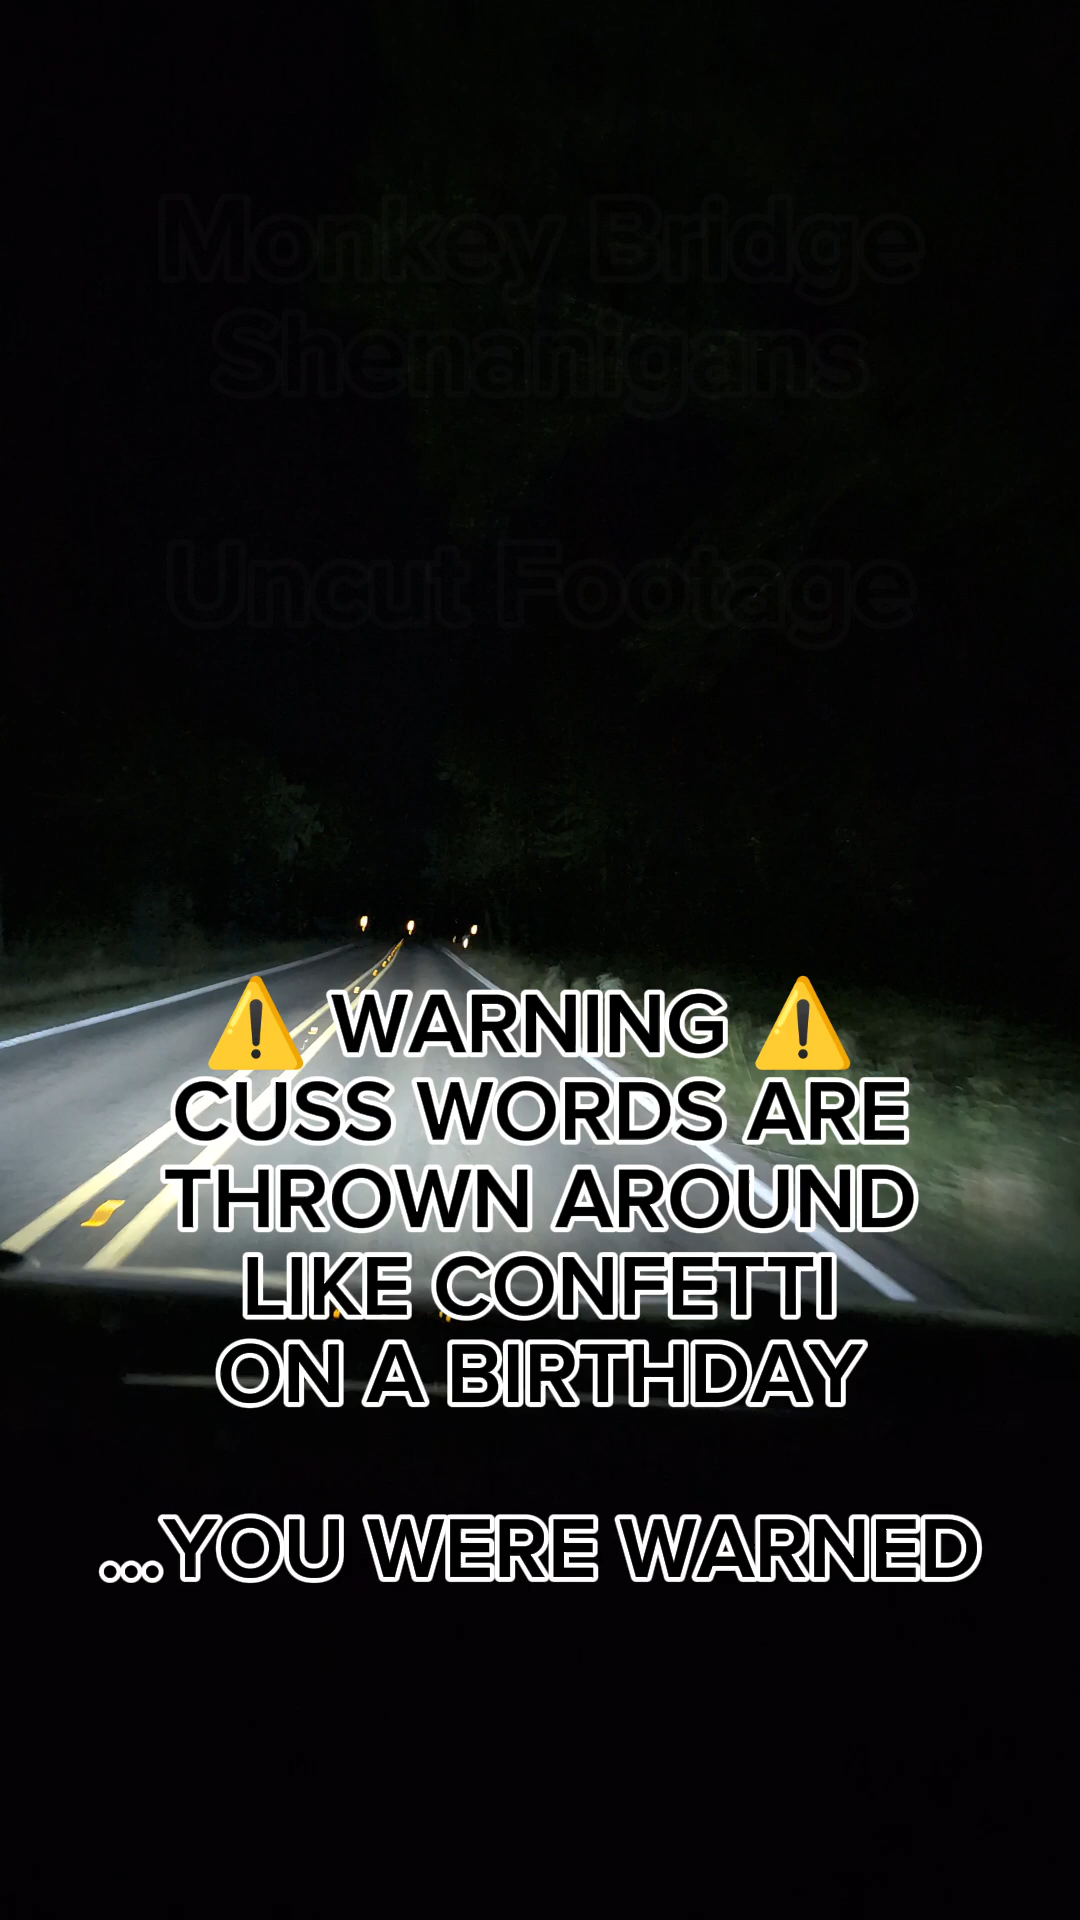 Monkey Bridge
Shenanigans
Uncut Footage
⚠️ WARNING ⚠️
CUSS WORDS ARE
THROWN AROUND
LIKE CONFETTI
ON A BIRTHDAY
...YOU WERE WARNED